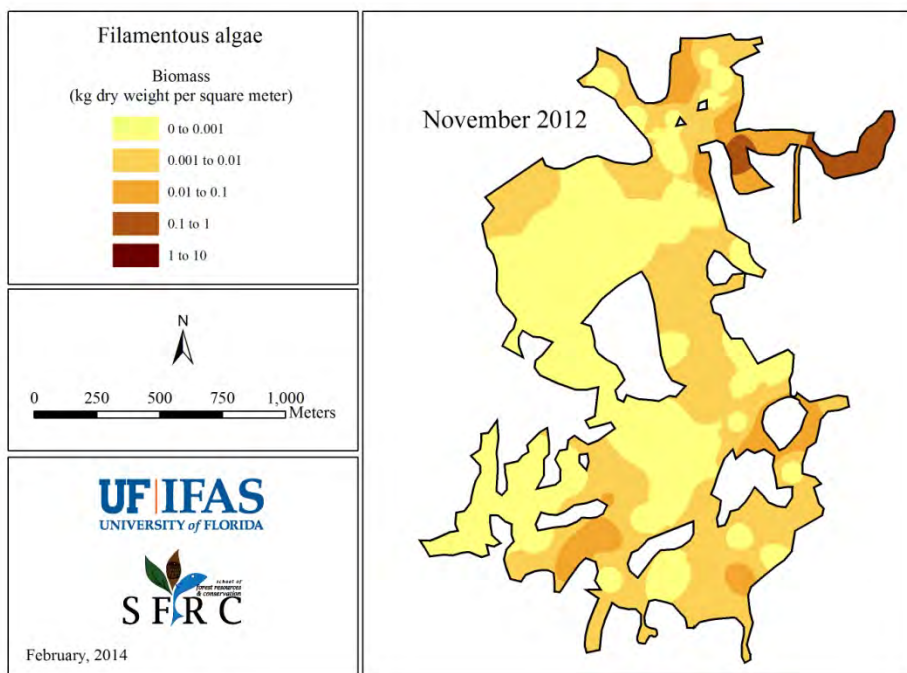 Filamentous algae
Biomass
(kg dry weight per square meter)
0 to 0.001
0.001 to 0.01
0.01 to 0.1
0.1 to 1
1 to 10
N
0 250 500 750 1,000
Meters
UF|IFAS
UNIVERSITY of FLORIDA
school of
forest resources
& conservation
SFRC
February, 2014
November 2012